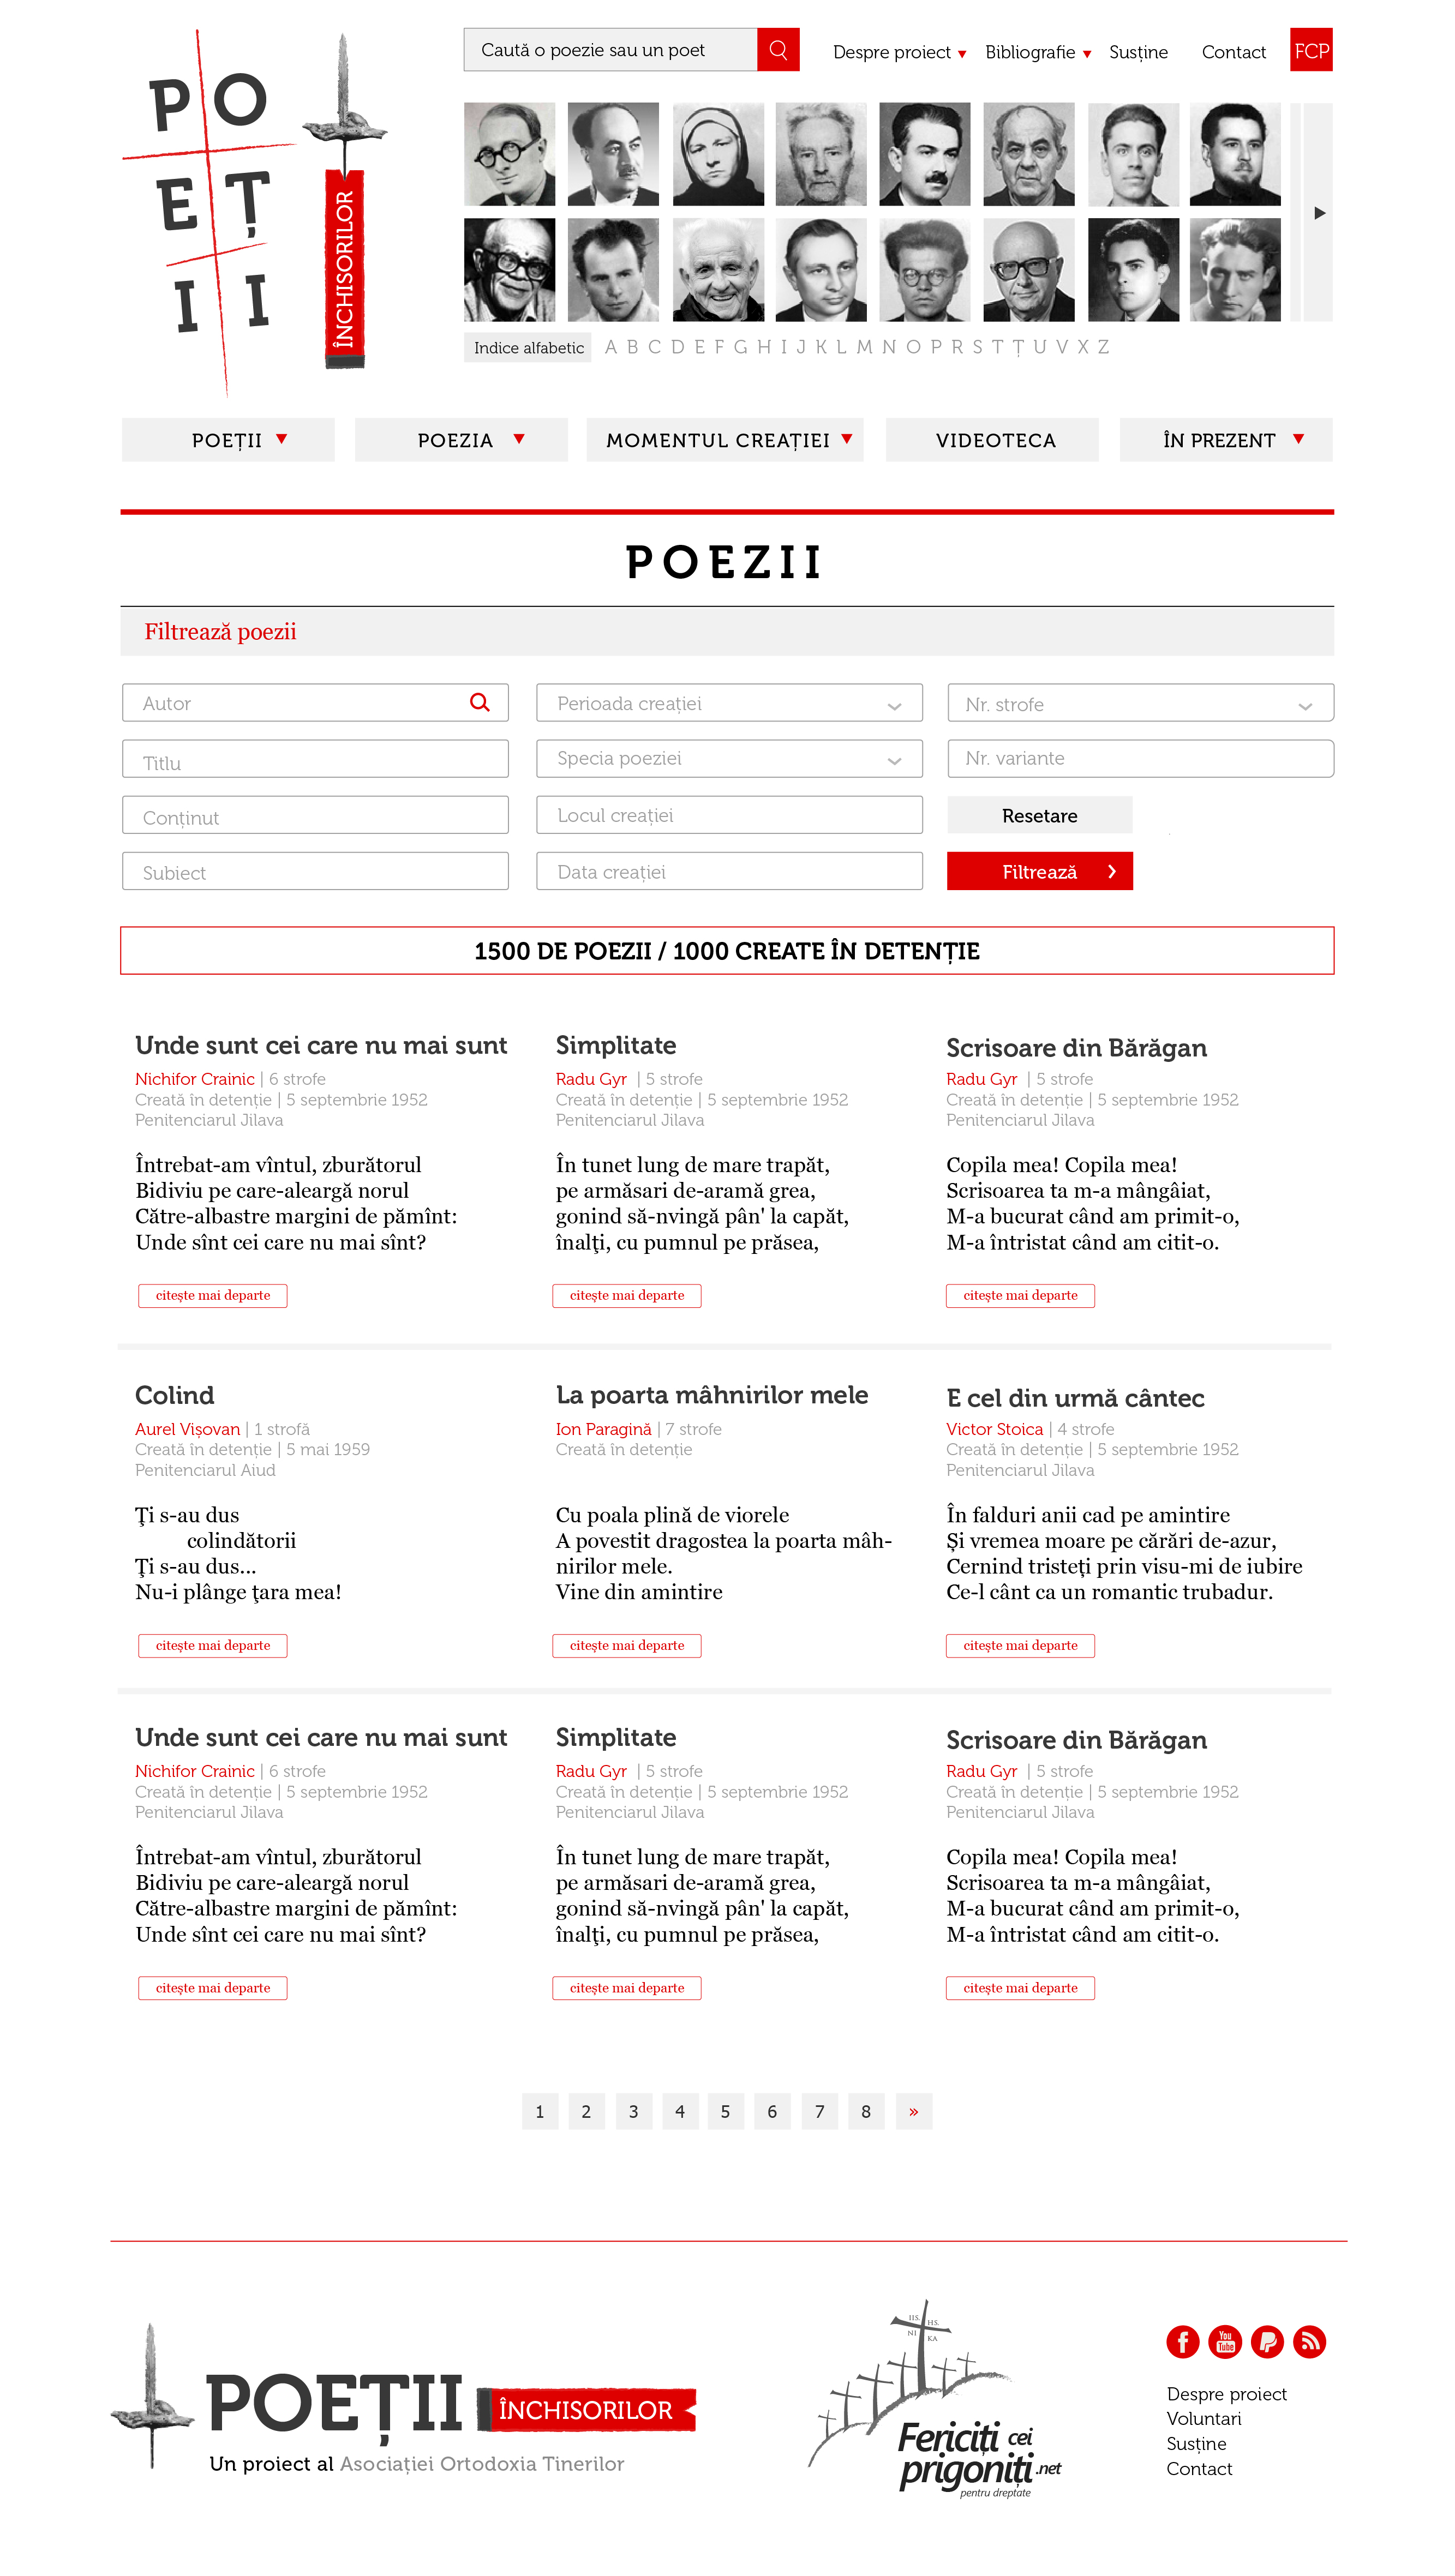 PO
EȚ
II
ÎNCHISORILOR
Caută o poezie sau un poet
Despre proiect
Bibliografie
Susține
Contact
FCP
Indice alfabetic
A B C D E F G H I J K L M N O P R S T Ț U V X Z
POEȚII
POEZIA
MOMENTUL CREAȚIEI
VIDEOTECA
ÎN PREZENT
POEZII
Filtrează poezii
Autor
Perioada creației
Nr. strofe
Titlu
Specia poeziei
Nr. variante
Conținut
Locul creației
Resetare
Subiect
Data creației
Filtrează
1500 DE POEZII / 1000 CREATE ÎN DETENȚIE
Unde sunt cei care nu mai sunt
Nichifor Crainic | 6 strofe
Creată în detenție | 5 septembrie 1952
Penitenciarul Jilava
Întrebat-am vîntul, zburătorul
Bidiviu pe care-aleargă norul
Către-albastre margini de pămînt:
Unde sînt cei care nu mai sînt?
citește mai departe
Simplitate
Radu Gyr | 5 strofe
Creată în detenție | 5 septembrie 1952
Penitenciarul Jilava
În tunet lung de mare trapăt,
pe armăsari de-aramă grea,
gonind să-nvingă pân' la capăt,
înalţi, cu pumnul pe prăsea,
citește mai departe
Scrisoare din Bărăgan
Radu Gyr | 5 strofe
Creată în detenție | 5 septembrie 1952
Penitenciarul Jilava
Copila mea! Copila mea!
Scrisoarea ta m-a mângâiat,
M-a bucurat când am primit-o,
M-a întristat când am citit-o.
citește mai departe
Colind
Aurel Vișovan | 1 strofă
Creată în detenție | 5 mai 1959
Penitenciarul Aiud
Ţi s-au dus
colindătorii
Ţi s-au dus...
Nu-i plânge ţara mea!
citește mai departe
La poarta mâhnirilor mele
Ion Paragină | 7 strofe
Creată în detenție
Cu poala plină de viorele
A povestit dragostea la poarta mâh-
nirilor mele.
Vine din amintire
citește mai departe
E cel din urmă cântec
Victor Stoica | 4 strofe
Creată în detenție | 5 septembrie 1952
Penitenciarul Jilava
În falduri anii cad pe amintire
Și vremea moare pe cărări de-azur,
Cernind tristeți prin visu-mi de iubire
Ce-l cânt ca un romantic trubadur.
citește mai departe
Unde sunt cei care nu mai sunt
Nichifor Crainic | 6 strofe
Creată în detenție | 5 septembrie 1952
Penitenciarul Jilava
Întrebat-am vîntul, zburătorul
Bidiviu pe care-aleargă norul
Către-albastre margini de pămînt:
Unde sînt cei care nu mai sînt?
citește mai departe
Simplitate
Radu Gyr | 5 strofe
Creată în detenție | 5 septembrie 1952
Penitenciarul Jilava
În tunet lung de mare trapăt,
pe armăsari de-aramă grea,
gonind să-nvingă pân' la capăt,
înalţi, cu pumnul pe prăsea,
citește mai departe
Scrisoare din Bărăgan
Radu Gyr | 5 strofe
Creată în detenție | 5 septembrie 1952
Penitenciarul Jilava
Copila mea! Copila mea!
Scrisoarea ta m-a mângâiat,
M-a bucurat când am primit-o,
M-a întristat când am citit-o.
citește mai departe
1 2 3 4 5 6 7 8 »
POEȚII
ÎNCHISORILOR
Un proiect al Asociației Ortodoxia Tinerilor
IIS. HS.
NI KA
Fericiți cei
prigoniți.net
pentru dreptate
You
Tube
Despre proiect
Voluntari
Susține
Contact